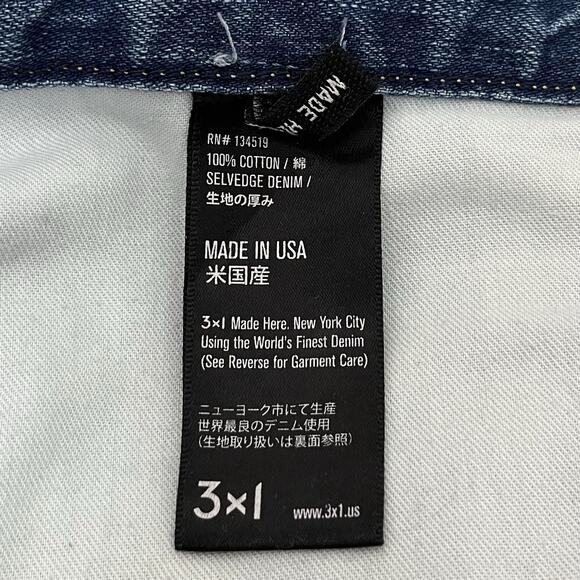 MADE
RN# 134519
100% COTTON / 綿
SELVEDGE DENIM /
生地の厚み
MADE IN USA
米国産
3×1 Made Here. New York City
Using the World's Finest Denim
(See Reverse for Garment Care)
ニューヨーク市にて生産
世界最良のデニム使用
(生地取り扱いは裏面参照)
3×1 www.3x1.us